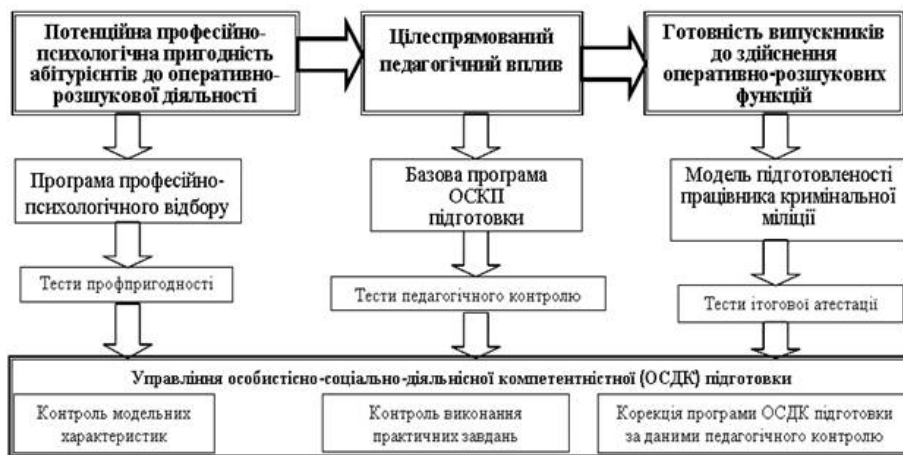 Потенційна професійно-
психологічна пригодність
абітурієнтів до оперативно-
розшукової діяльності
Цілеспрямований
педагогічний вплив
Готовність випускників
до здійснення
оперативно-розшукових
функцій
Програма професійно-
психологічного відбору
Базова програма
ОСКП
підготовки
Модель підготовленості
працівника кримінальної
міліції
Тести профпригодності
Тести педагогічного контролю
Тести ітогової атестації
Управління особистісно-соціально-діяльнісної компетентністної (ОСДК) підготовки
Контроль модельних
характеристик
Контроль виконання
практичних завдань
Корекція програми ОСДК підготовки
за даними педагогічного контролю